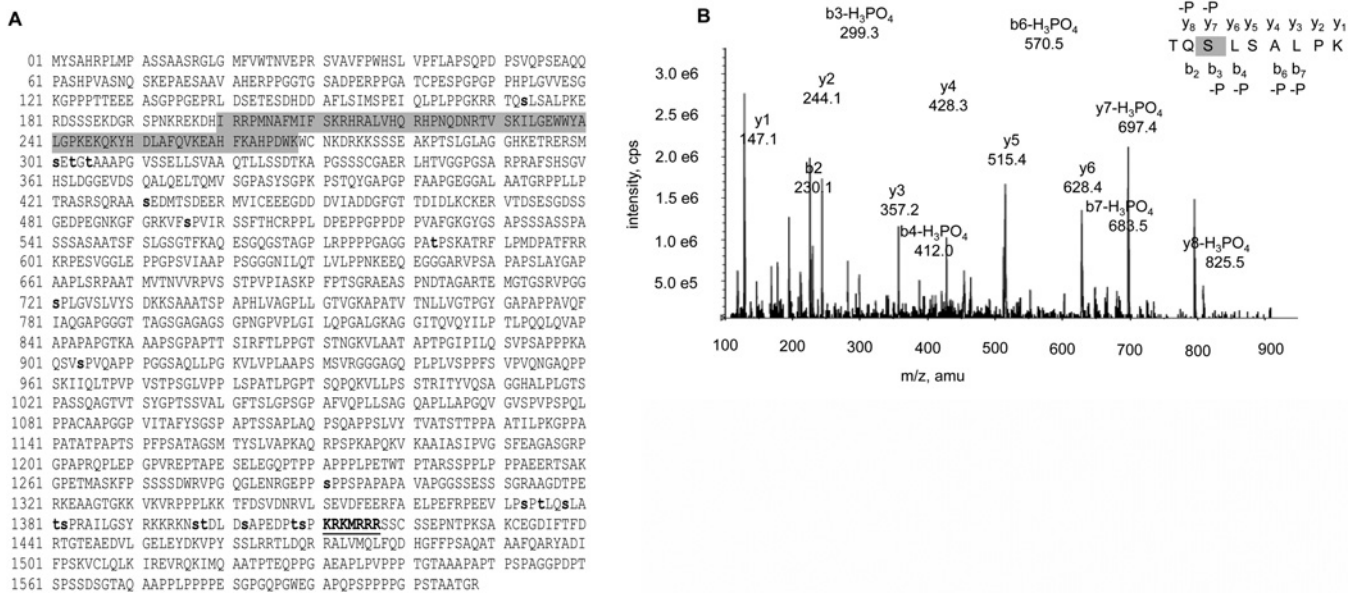 A
01 MYSAHRPLMP ASSAASRGLG MFVWTNVEPR SVAVFPWHSL VPFLAPSQPD PSVQPSEAQQ
61 PASHPVASNQ SKEPAESAAV AHERPPGGTG SADPERPPGA TCPESPGPGP PHPLGVVESG
121 KGPPPTTEEE ASGPPGEPRL DSETESDHDD AFLSIMSPEI QLPLPPGKRR TQsLSALPKE
181 RDSSSEKDGR SPNKREKDHI RRPMNAFMIF SKRHRALVHQ RHPNQDNRTV SKILGEWWYA
241 LGPKEKQKYH DLAFQVKEAH FKAHPDWKWC NKDRKKSSSE AKPTSLGLAG GHKETRERSM
301 sEtGtAAAPG VSSELLSVAA QTLLSSDTKA PGSSSCGAER LHTVGGPGSA RPRAFSHSGV
361 HSLDGGEVDS QALQELTQMV SGPASYSGPK PSTQYGAPGP FAAPGEGGAL AATGRPPLLP
421 TRASRSQRAA sEDMTSDEER MVICEEEGDD DVIADDGFGT TDIDLKCKER VTDSESGDSS
481 GEDPEGNKGF GRKVFsPVIR SSFTHCRPPL DPEPPGPPDP PVAFGKGYGS APSSSASSPA
541 SSSASAATSF SLGSGTFKAQ ESGQGSTAGP LRPPPPGAGG PAtPSKATRF LPMDPATFRR
601 KRPESVGGLE PPGPSVIAAP PSGGGNILQT LVLPPNKEEQ EGGGARVPSA PAPSLAYGAP
661 AAPLSRPAAT MVTNVVRPVS STPVPIASKP FPTSGRAEAS PNDTAGARTE MGTGSRVPGG
721 sPLGVSLVYS DKKSAAATSP APHLVAGPLL GTVGKAPATV TNLLVGTPGY GAPAPPAVQF
781 IAQGAPGGGT TAGSGAGAGS GPNGPVPLGI LQPGALGKAG GITQVQYILP TLPQQLQVAP
841 APAPAPGTKA AAPSGPAPTT SIRFTLPPGT STNGKVLAAT APTPGIPILQ SVPSAPPPKA
901 QSVsPVQAPP PGGSAQLLPG KVLVPLAAPS MSVRGGGAGQ PLPLVSPPFS VPVQNGAQPP
961 SKIIQLTPVP VSTPSGLVPP LSPATLPGPT SQPQKVLLPS STRITYVQSA GGHALPLGTS
1021 PASSQAGTVT SYGPTSSVAL GFTSLGPSGP AFVQPLLSAG QAPLLAPGQV GVSPVPSPQL
1081 PPACAAPGGP VITAFYSGSP APTSSAPLAQ PSQAPPSLVY TVATSTTPPA ATILPKGPPA
1141 PATATPAPTS PFPSATAGSM TYSLVAPKAQ RPSPKAPQKV KAAIASIPVG SFEAGASGRP
1201 GPAPRQPLEP GPVREPTAPE SELEGQPTPP APPPLPETWT PTARSSPPLP PPAEERTSAK
1261 GPETMASKFP SSSSDWRVPG QGLENRGEPP sPPSPAPAPA VAPGGSSESS SGRAAGDTPE
1321 RKEAAGTGKK VKVRPPPLKK TFDSVDNRVL SEVDFEERFA ELPEFRPEEV LPsPtLQsLA
1381 tsPRAILGSY RKKRKNstDL DsAPEDPtsP KRKMRRRSSC SSEPNTPKSA KCEGDIFTFD
1441 RTGTEAEDVL GELEYDKVPY SSLRRTLDQR RALVMQLFQD HGFFPSAQAT AAFQARYADI
1501 FPSKVCLQLK IREVRQKIMQ AATPTEQPPG AEAPLPVPPP TGTAAAPAPT PSPAGGPDPT
1561 SPSSDSGTAQ AAPPLPPPPE SGPGQPGWEG APQPSPPPPG PSTAATGR
B
b3-H3PO4
299.3
b6-H3PO4
570.5
-P -P
y8 y7 y6 y5 y4 y3 y2 y1
T Q S L S A L P K
b2 b3 b4 b6 b7
-P -P -P -P
intensity, cps
3.0 e6
2.5 e6
2.0 e6
1.5 e6
1.0 e6
5.0 e5
y1
147.1
y2
244.1
b2
230.1
y3
357.2
b4-H3PO4
412.0
y4
428.3
y5
515.4
y6
628.4
b7-H3PO4
683.5
y7-H3PO4
697.4
y8-H3PO4
825.5
100 200 300 400 500 600 700 800 900
m/z, amu